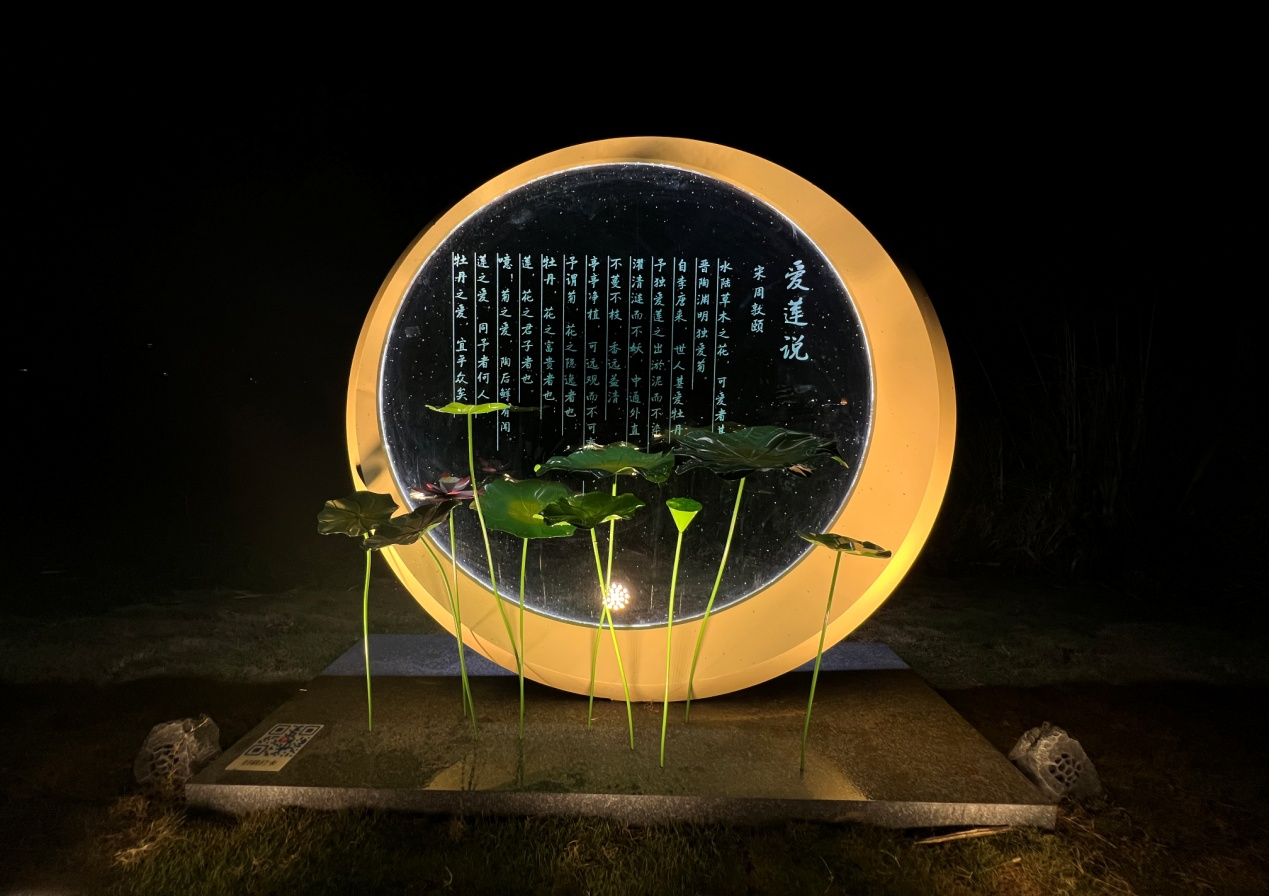 爱莲说
宋周敦颐
水陆草木之花，可爱者
晋陶渊明独爱菊。
自李唐来，世人甚爱牡丹
予独爱莲之出淤泥而不染
濯清涟而不妖，中通外直
不蔓不枝，香远益清
亭亭净植，可远观而不可
予谓菊，花之隐逸者也
牡丹，花之富贵者也
莲，花之君子者也
噫！菊之爱，陶后鲜有闻
莲之爱，同予者何人
牡丹之爱，宜乎众矣